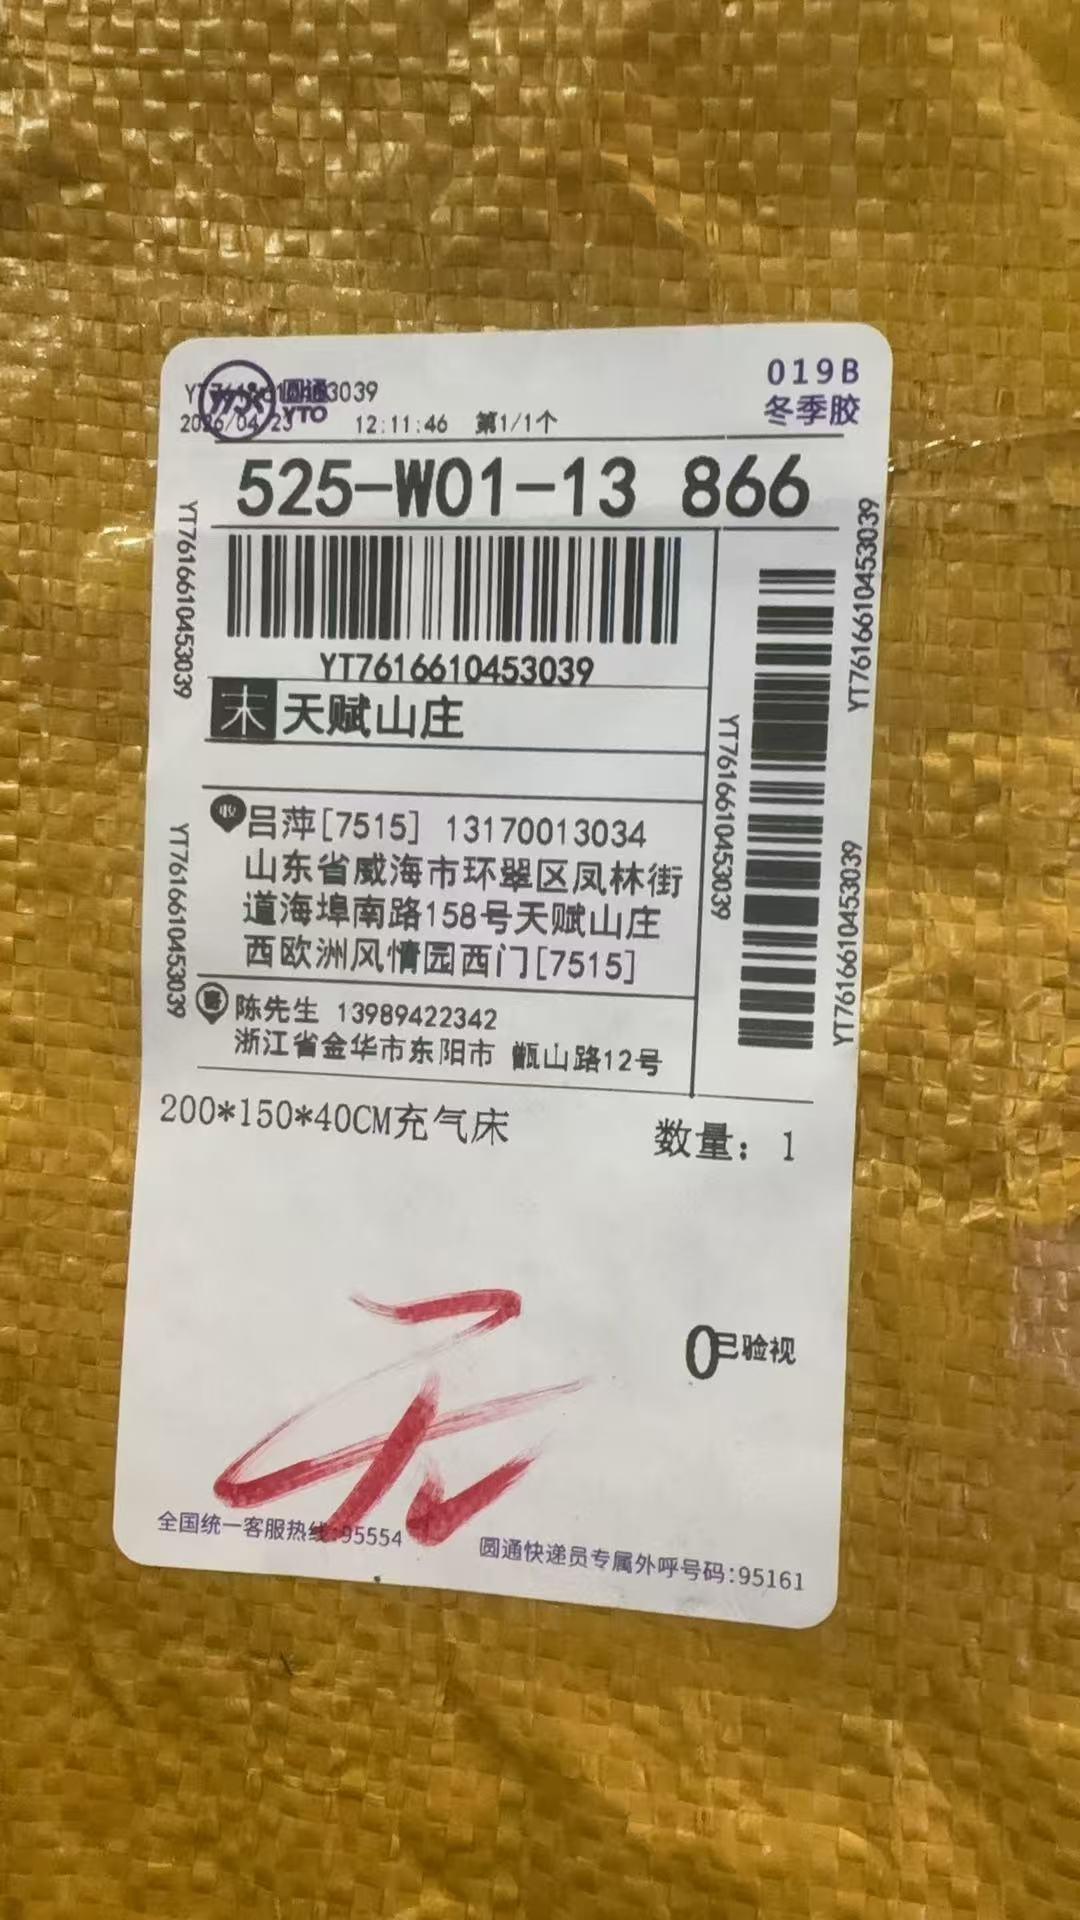 圆通
YTO
019B
冬季胶
YT7616610453039
2026/04/23 12:11:46 第1/1个
525-W01-13 866
YT7616610453039
末 天赋山庄
收 吕萍[7515] 13170013034
山东省威海市环翠区凤林街
道海埠南路158号天赋山庄
西欧洲风情园西门[7515]
陈先生 13989422342
浙江省金华市东阳市 甑山路12号
YT7616610453039
YT7616610453039
YT7616610453039
YT7616610453039
YT7616610453039
200*150*40CM充气床
数量：1
已验视
全国统一客服热线:95554
圆通快递员专属外呼号码:95161